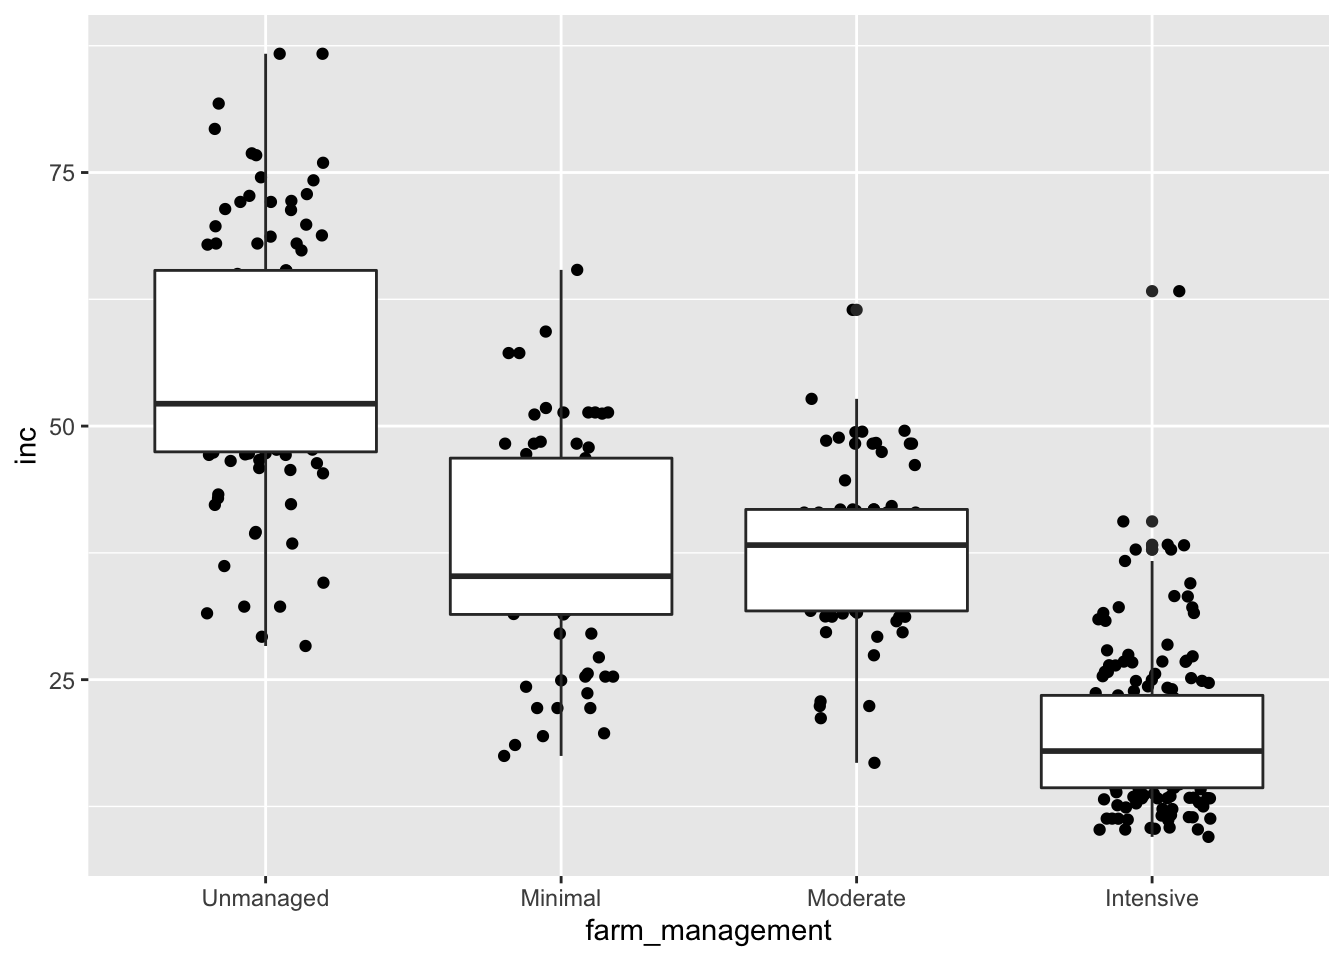 75
50
25
inc
Unmanaged
Minimal
Moderate
Intensive
farm_management